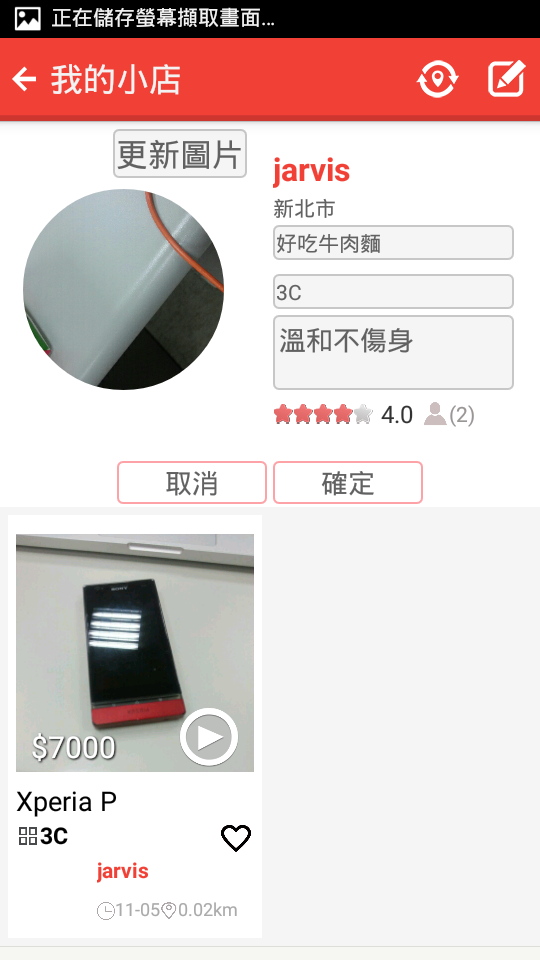 正在儲存螢幕擷取畫面...
我的小店
更新圖片
jarvis
新北市
好吃牛肉麵
3C
溫和不傷身
4.0 (2)
取消 確定
SONY
$7000
Xperia P
3C
jarvis
11-05 0.02km